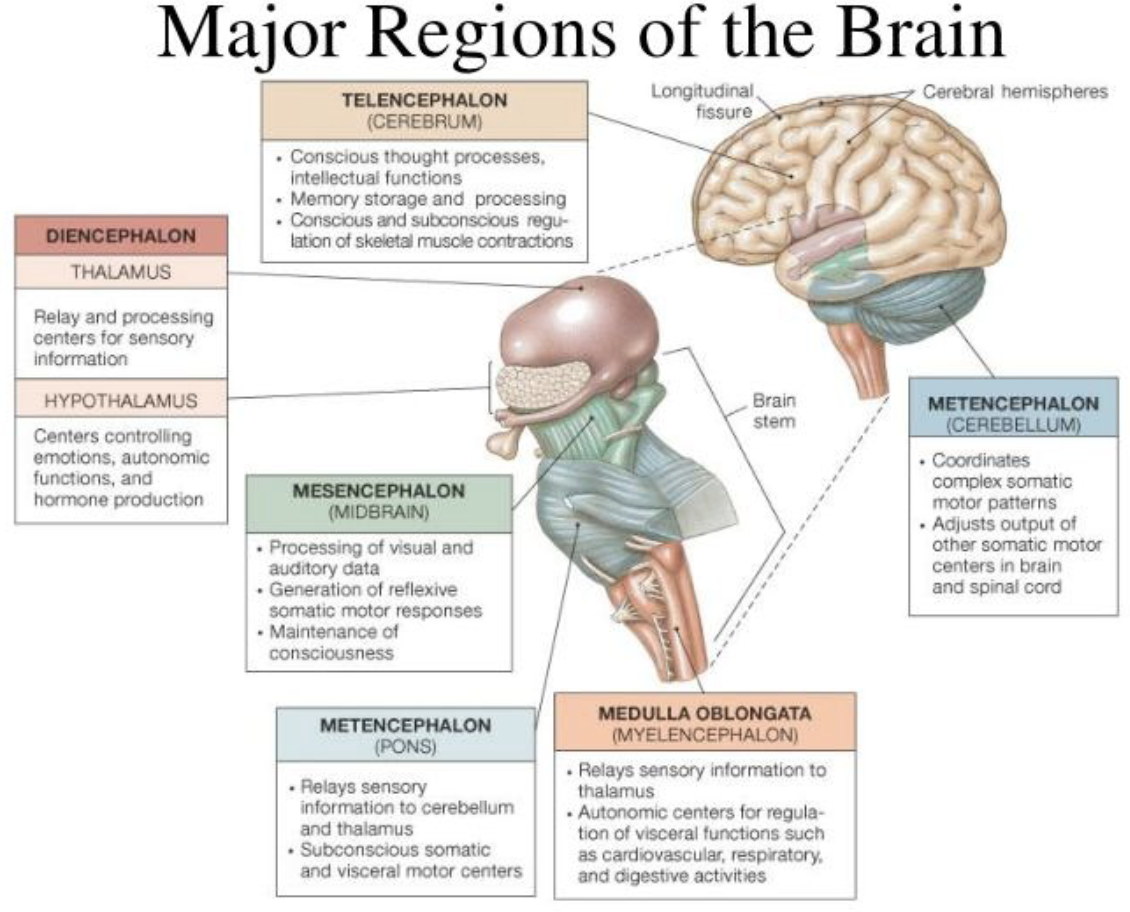 Major Regions of the Brain
TELENCEPHALON
(CEREBRUM)
• Conscious thought processes,
intellectual functions
• Memory storage and processing
• Conscious and subconscious regu-
lation of skeletal muscle contractions
Longitudinal
fissure
Cerebral hemispheres
DIENCEPHALON
THALAMUS
Relay and processing
centers for sensory
information
HYPOTHALAMUS
Centers controlling
emotions, autonomic
functions, and
hormone production
Brain
stem
METENCEPHALON
(CEREBELLUM)
• Coordinates
complex somatic
motor patterns
• Adjusts output of
other somatic motor
centers in brain
and spinal cord
MESENCEPHALON
(MIDBRAIN)
• Processing of visual and
auditory data
• Generation of reflexive
somatic motor responses
• Maintenance of
consciousness
METENCEPHALON
(PONS)
• Relays sensory
information to cerebellum
and thalamus
• Subconscious somatic
and visceral motor centers
MEDULLA OBLONGATA
(MYELENCEPHALON)
• Relays sensory information to
thalamus
• Autonomic centers for regula-
tion of visceral functions such
as cardiovascular, respiratory,
and digestive activities